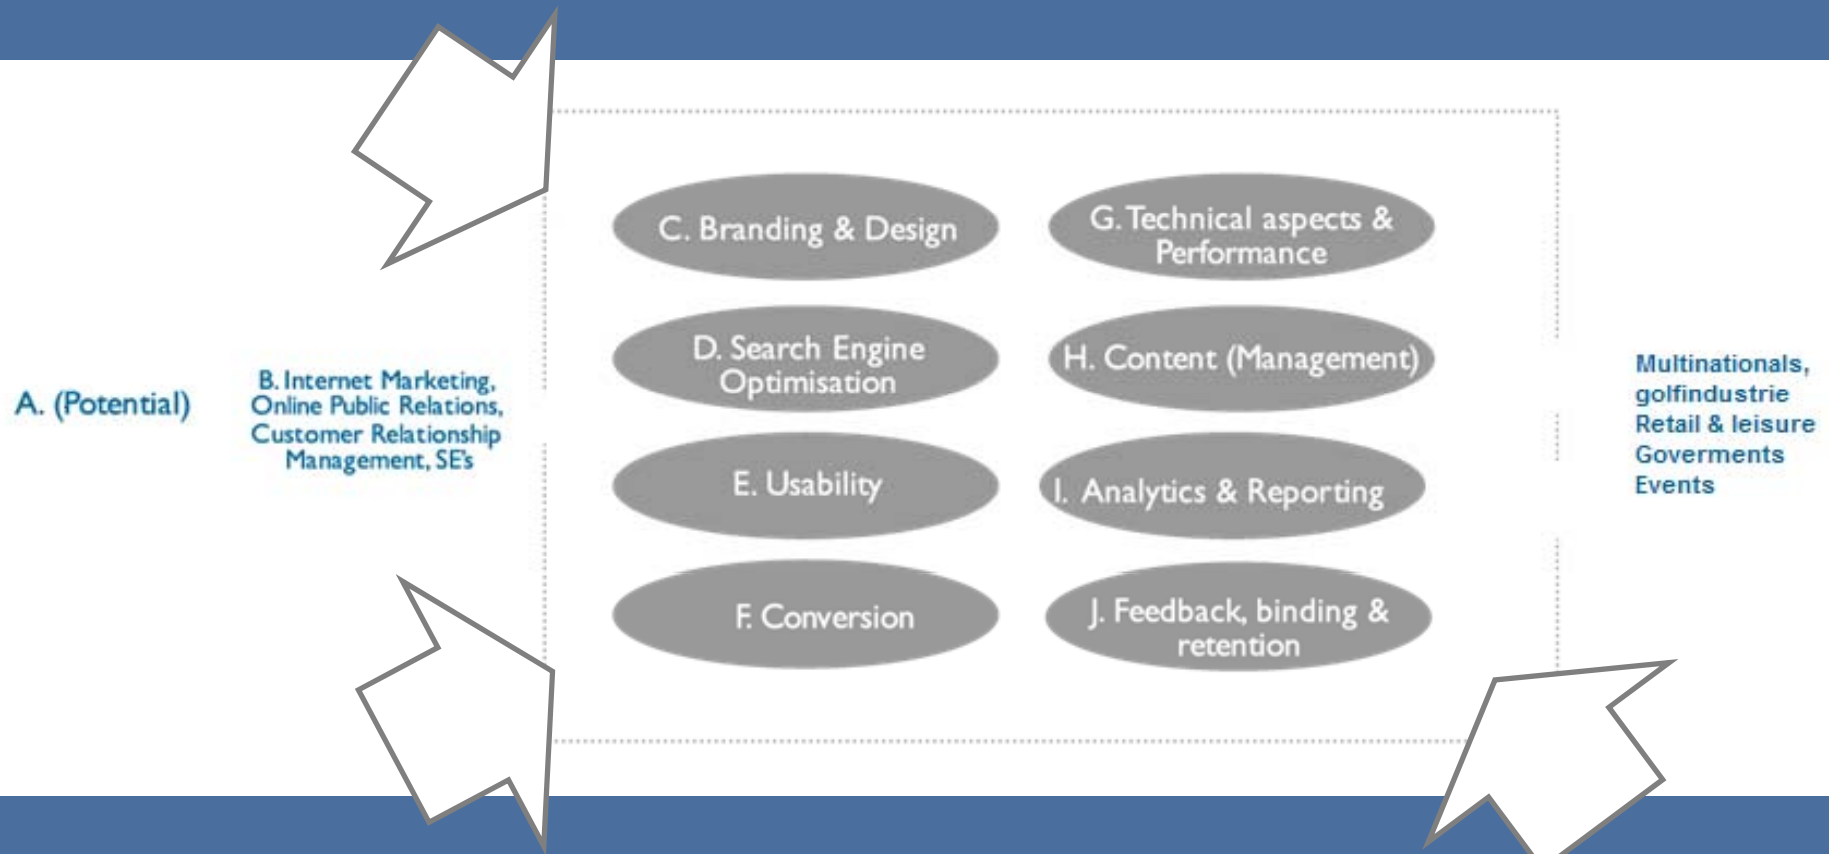 A. (Potential)
B. Internet Marketing,
Online Public Relations,
Customer Relationship
Management, SE's
C. Branding & Design
D. Search Engine
Optimisation
E. Usability
F. Conversion
G. Technical aspects &
Performance
H. Content (Management)
I. Analytics & Reporting
J. Feedback, binding &
retention
Multinationals,
golfindustrie
Retail & leisure
Goverments
Events